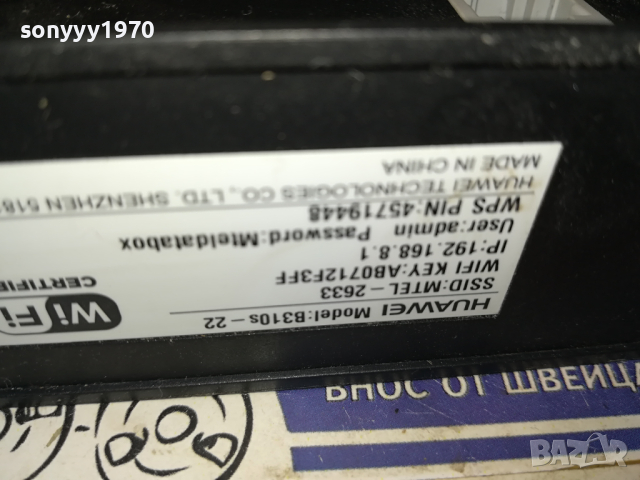 sonyyy1970
HUAWEI Model:B310s-22
SSID:MTEL-2633
WIFI KEY:AB0712F3FF
IP:192.168.8.1
User:admin Password:Mteldatabox
WPS PIN:45719448
HUAWEI TECHNOLOGIES CO., LTD. SHENZHEN
MADE IN CHINA
WiFi
CERTIFIE
ВНОС ОТ ШВЕЙЦА
BAZAR